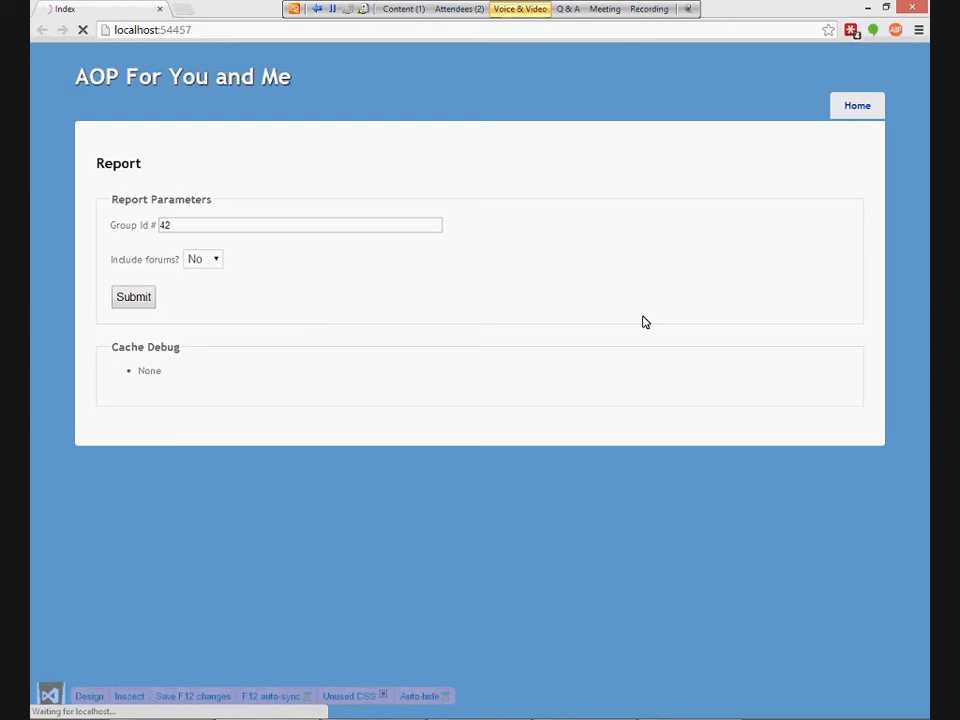 Index
Content (1) Attendees (2) Voice & Video Q & A Meeting Recording
localhost:54457
ABP
AOP For You and Me
Home
Report
Report Parameters
Group Id # 42
Include forums? No
Submit
Cache Debug
None
Design Inspect Save F12 changes F12 auto-sync Unused CSS Auto-hide
Waiting for localhost...